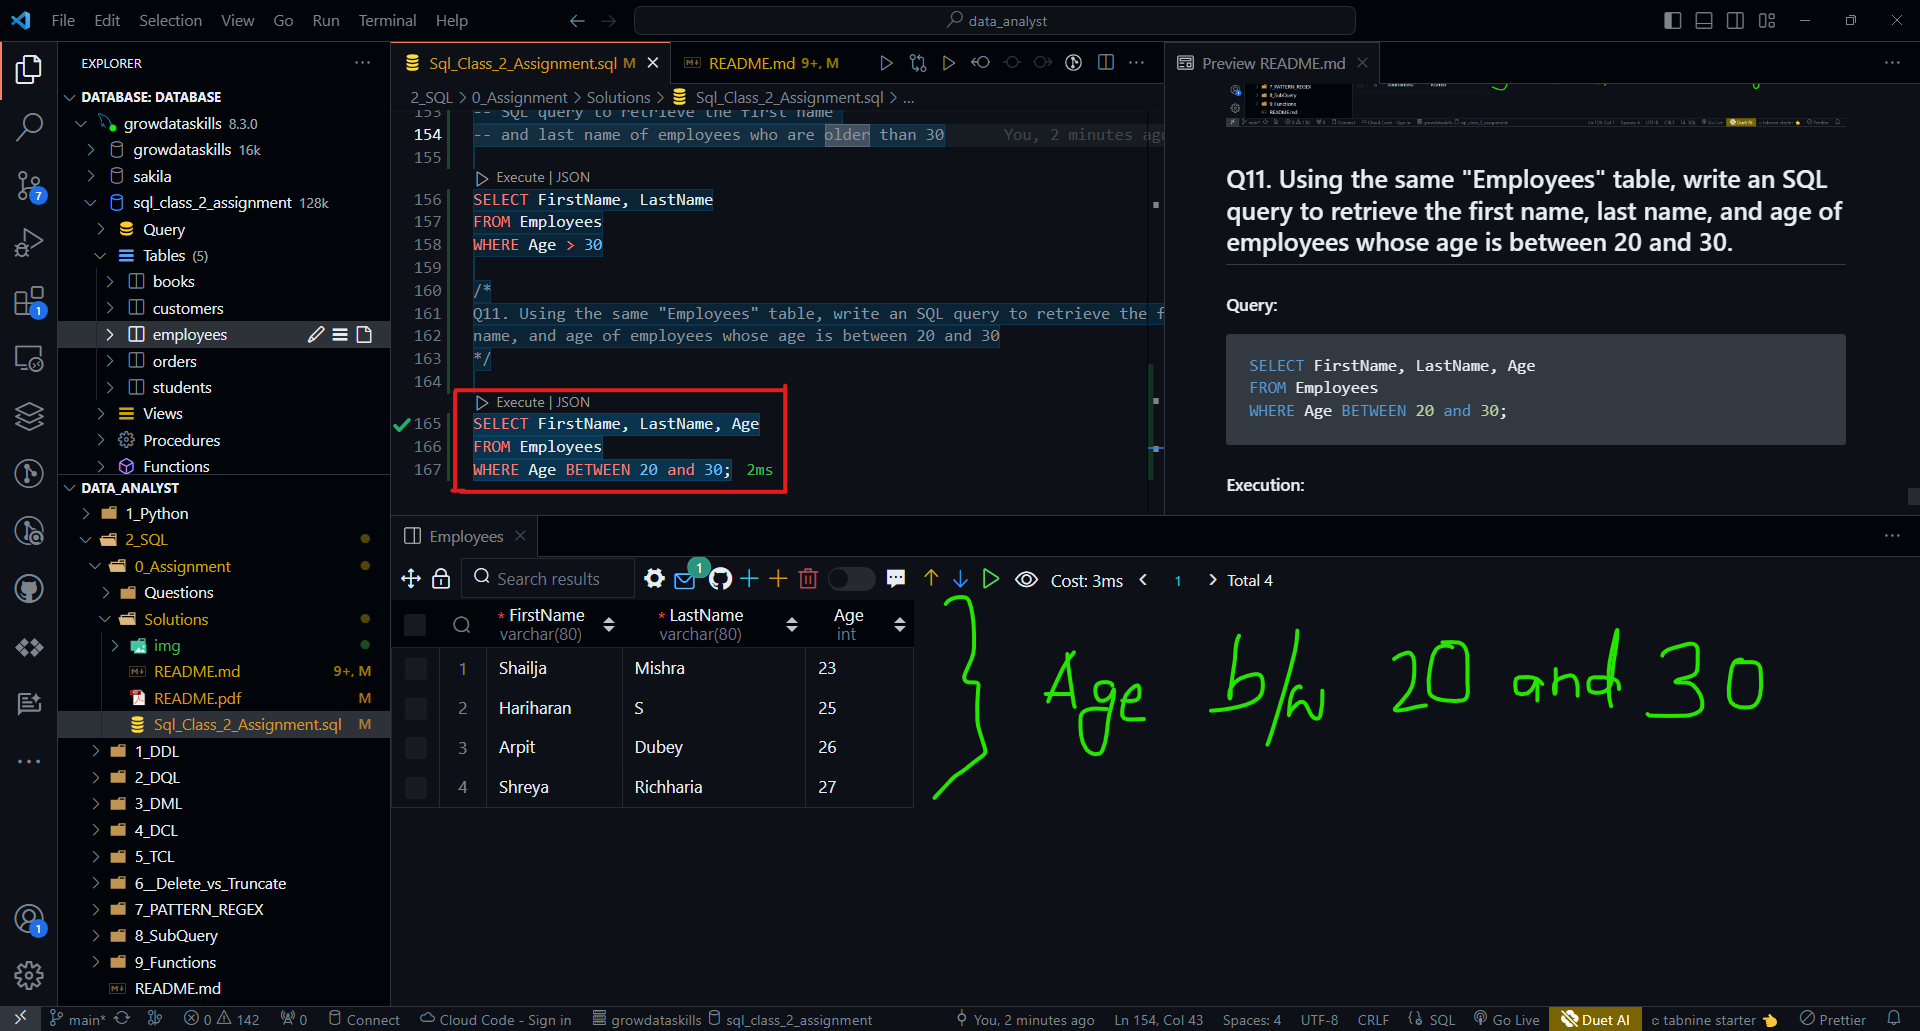 File Edit Selection View Go Run Terminal Help
data_analyst
EXPLORER
DATABASE: DATABASE
growdataskills 8.3.0
growdataskills 16k
sakila
sql_class_2_assignment 128k
Query
Tables (5)
books
customers
employees
orders
students
Views
Procedures
Functions
DATA_ANALYST
1_Python
2_SQL
0_Assignment
Questions
Solutions
img
README.md 9+, M
README.pdf M
Sql_Class_2_Assignment.sql M
1_DDL
2_DQL
3_DML
4_DCL
5_TCL
6__Delete_vs_Truncate
7_PATTERN_REGEX
8_SubQuery
9_Functions
README.md
7
1
1
Sql_Class_2_Assignment.sql M
README.md 9+, M
2_SQL > 0_Assignment > Solutions > Sql_Class_2_Assignment.sql > ...
153 -- SQL query to retrieve the first name
154 -- and last name of employees who are older than 30 You, 2 minutes ag
155
Execute | JSON
156 SELECT FirstName, LastName
157 FROM Employees
158 WHERE Age > 30
159
160 /*
161 Q11. Using the same "Employees" table, write an SQL query to retrieve the f
162 name, and age of employees whose age is between 20 and 30
163 */
164
Execute | JSON
165 SELECT FirstName, LastName, Age
166 FROM Employees
167 WHERE Age BETWEEN 20 and 30; 2ms
Preview README.md
7_PATTERN_REGEX
8_SubQuery
9_Functions
README.md
Q11. Using the same "Employees" table, write an SQL
query to retrieve the first name, last name, and age of
employees whose age is between 20 and 30.
Query:
SELECT FirstName, LastName, Age
FROM Employees
WHERE Age BETWEEN 20 and 30;
Execution:
Employees
Search results 1 Cost: 3ms < 1 > Total 4
* FirstName * LastName Age
varchar(80) varchar(80) int
1 Shailja Mishra 23
2 Hariharan S 25
3 Arpit Dubey 26
4 Shreya Richharia 27
Age b/w 20 and 30
main* 0 142 0 Connect Cloud Code - Sign in growdataskills sql_class_2_assignment You, 2 minutes ago Ln 154, Col 43 Spaces: 4 UTF-8 CRLF SQL Go Live Duet AI tabnine starter Prettier